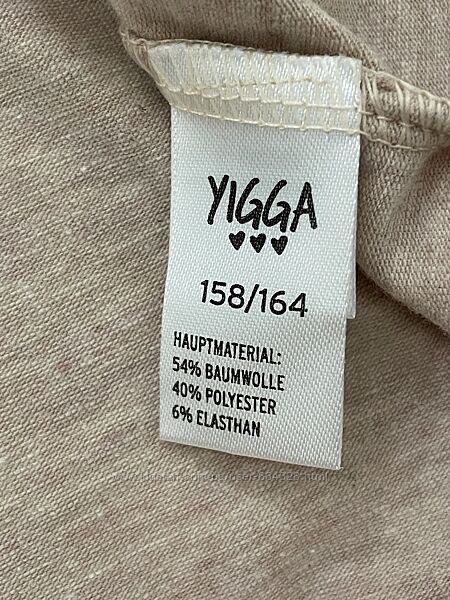 YIGGA
158/164
HAUPTMATERIAL:
54% BAUMWOLLE
40% POLYESTER
6% ELASTHAN